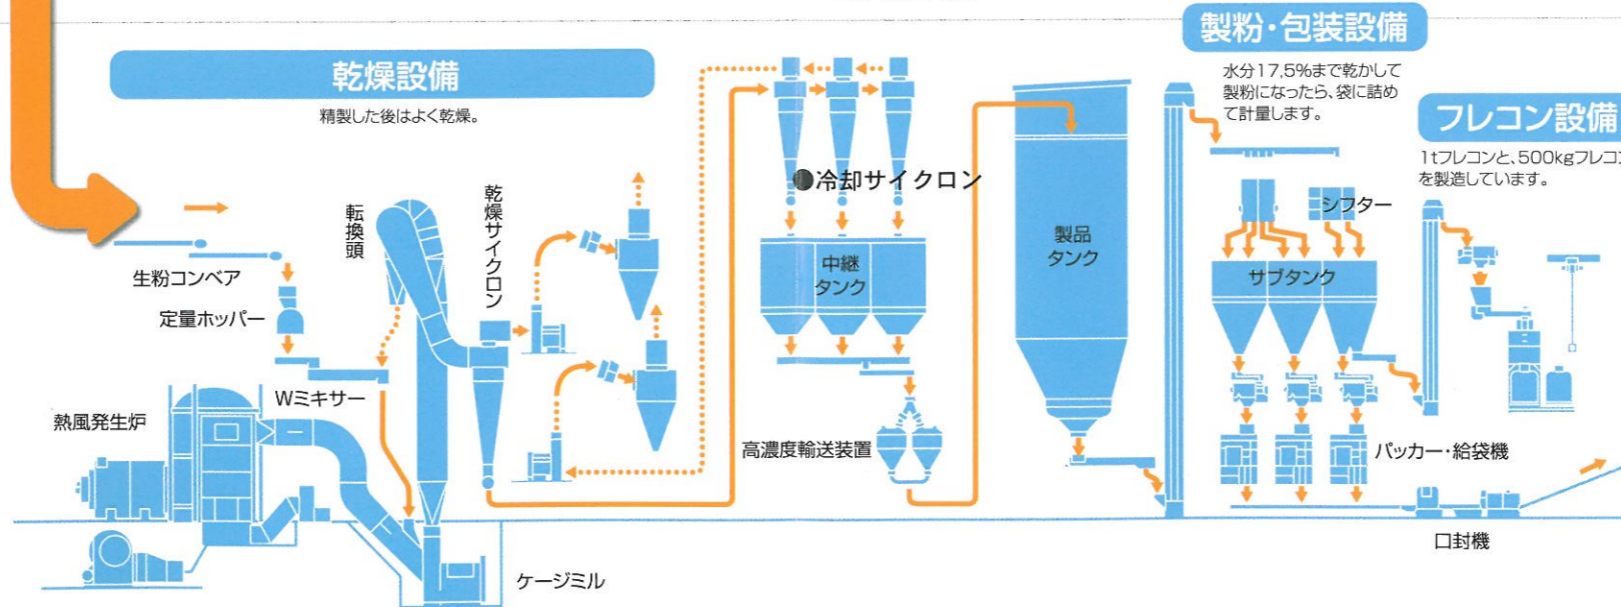 乾燥設備
精製した後はよく乾燥。
生粉コンベア
定量ホッパー
Wミキサー
熱風発生炉
転換頭
乾燥サイクロン
ケージミル
●冷却サイクロン
中継
タンク
高濃度輸送装置
製品
タンク
製粉・包装設備
水分17,5%まで乾かして
製粉になったら、袋に詰め
て計量します。
シフター
サブタンク
パッカー・給袋機
口封機
フレコン設備
1tフレコンと、500kgフレコン
を製造しています。